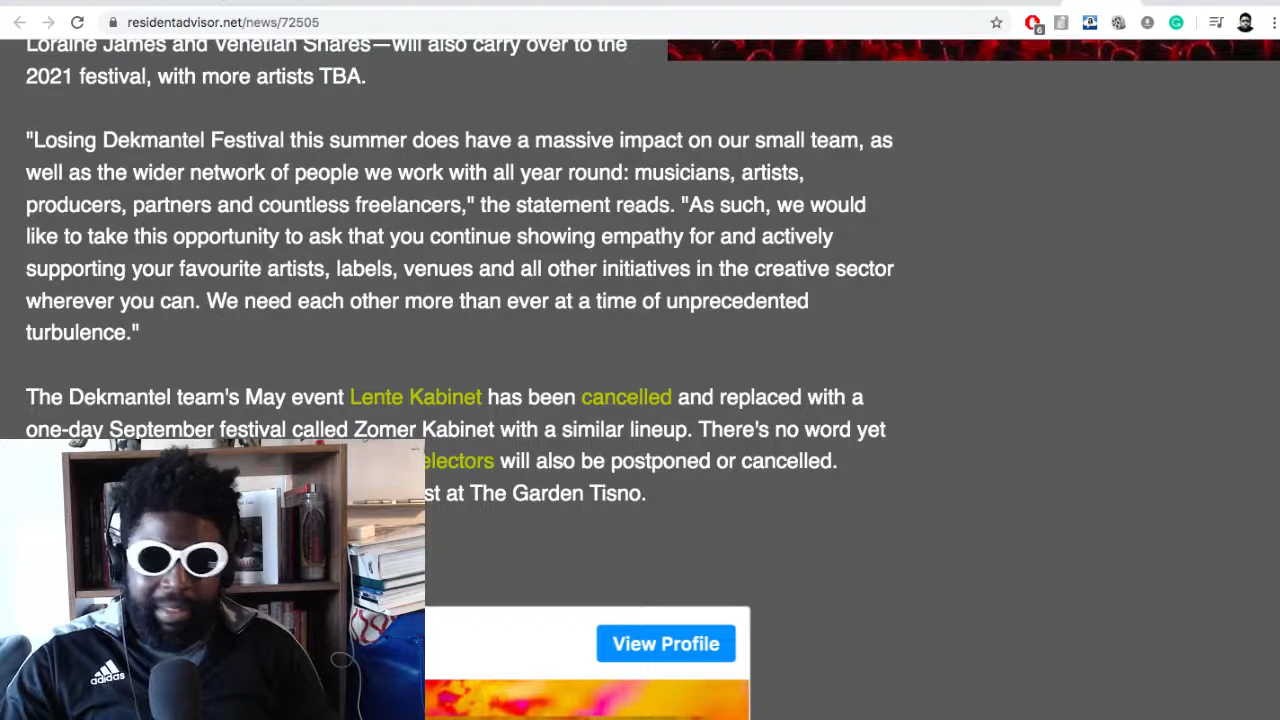 residentadvisor.net/news/72505
6
Loraine James and Venetian Snares—will also carry over to the
2021 festival, with more artists TBA.
"Losing Dekmantel Festival this summer does have a massive impact on our small team, as
well as the wider network of people we work with all year round: musicians, artists,
producers, partners and countless freelancers," the statement reads. "As such, we would
like to take this opportunity to ask that you continue showing empathy for and actively
supporting your favourite artists, labels, venues and all other initiatives in the creative sector
wherever you can. We need each other more than ever at a time of unprecedented
turbulence."
The Dekmantel team's May event Lente Kabinet has been cancelled and replaced with a
one-day September festival called Zomer Kabinet with a similar lineup. There's no word yet
electors will also be postponed or cancelled.
st at The Garden Tisno.
View Profile
adidas